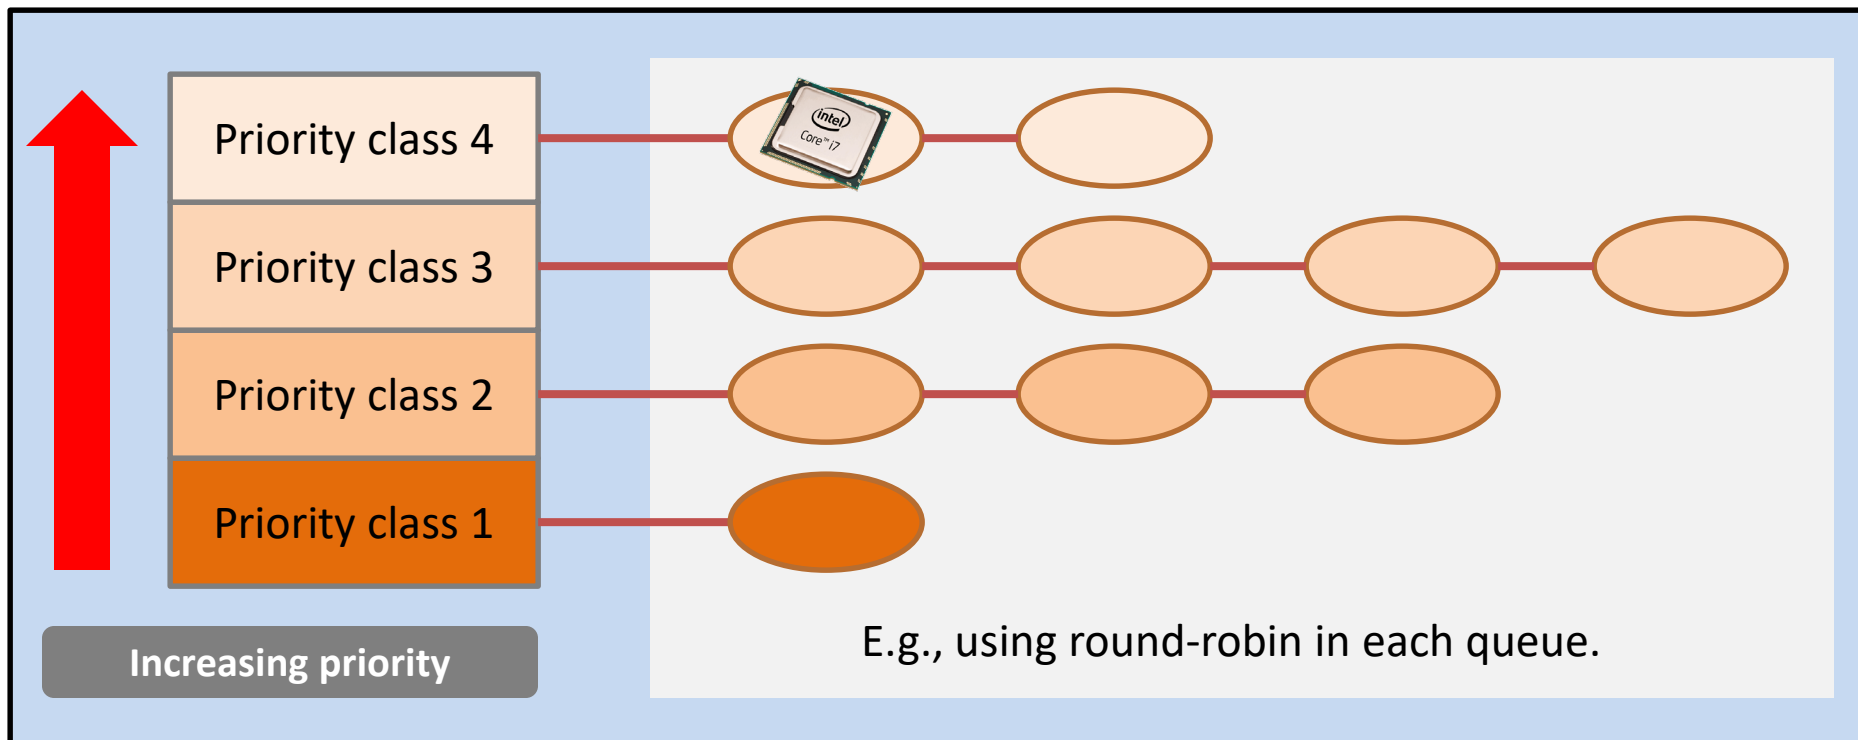 Priority class 4
intel
Core™ i7
Priority class 3
Priority class 2
Priority class 1
Increasing priority
E.g., using round-robin in each queue.